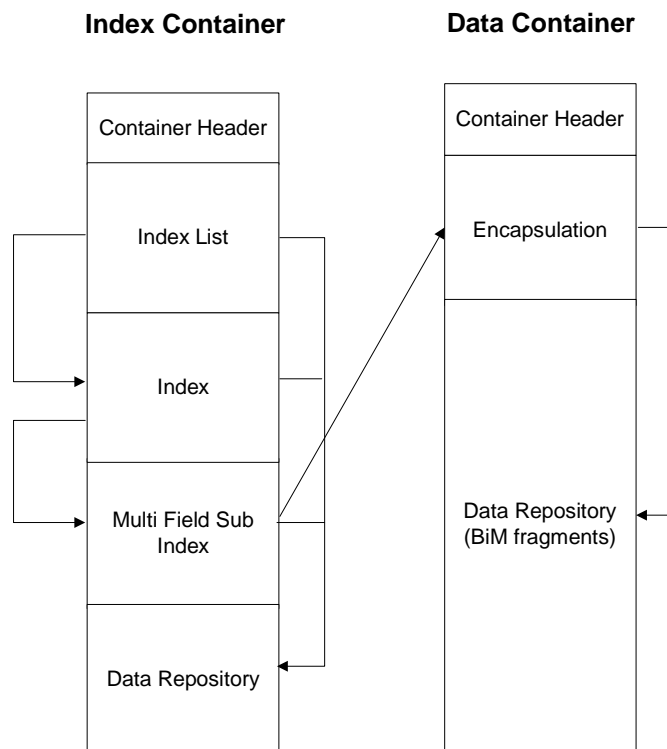 Index Container
Container Header
Index List
Index
Multi Field Sub
Index
Data Repository
Data Container
Container Header
Encapsulation
Data Repository
(BiM fragments)